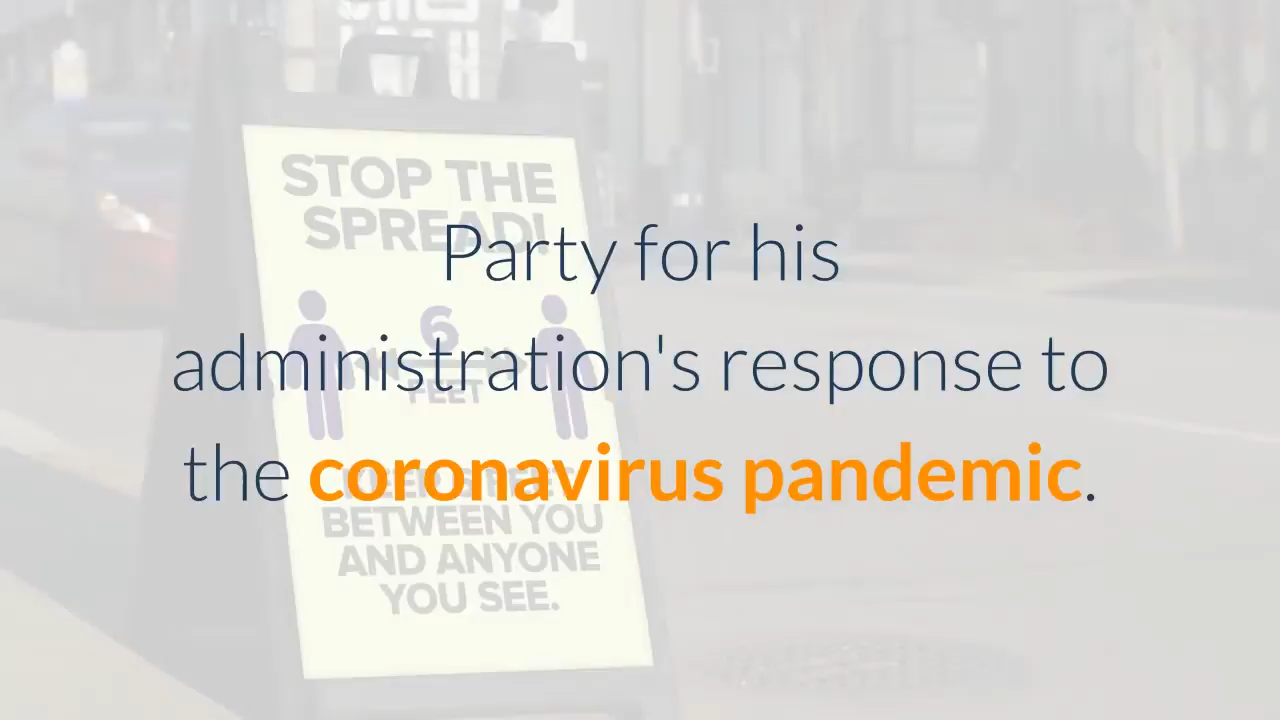 STOP THE
SPREAD!
Party for his
6
administration's response to
FEET
the coronavirus pandemic.
BETWEEN YOU
AND ANYONE
YOU SEE.